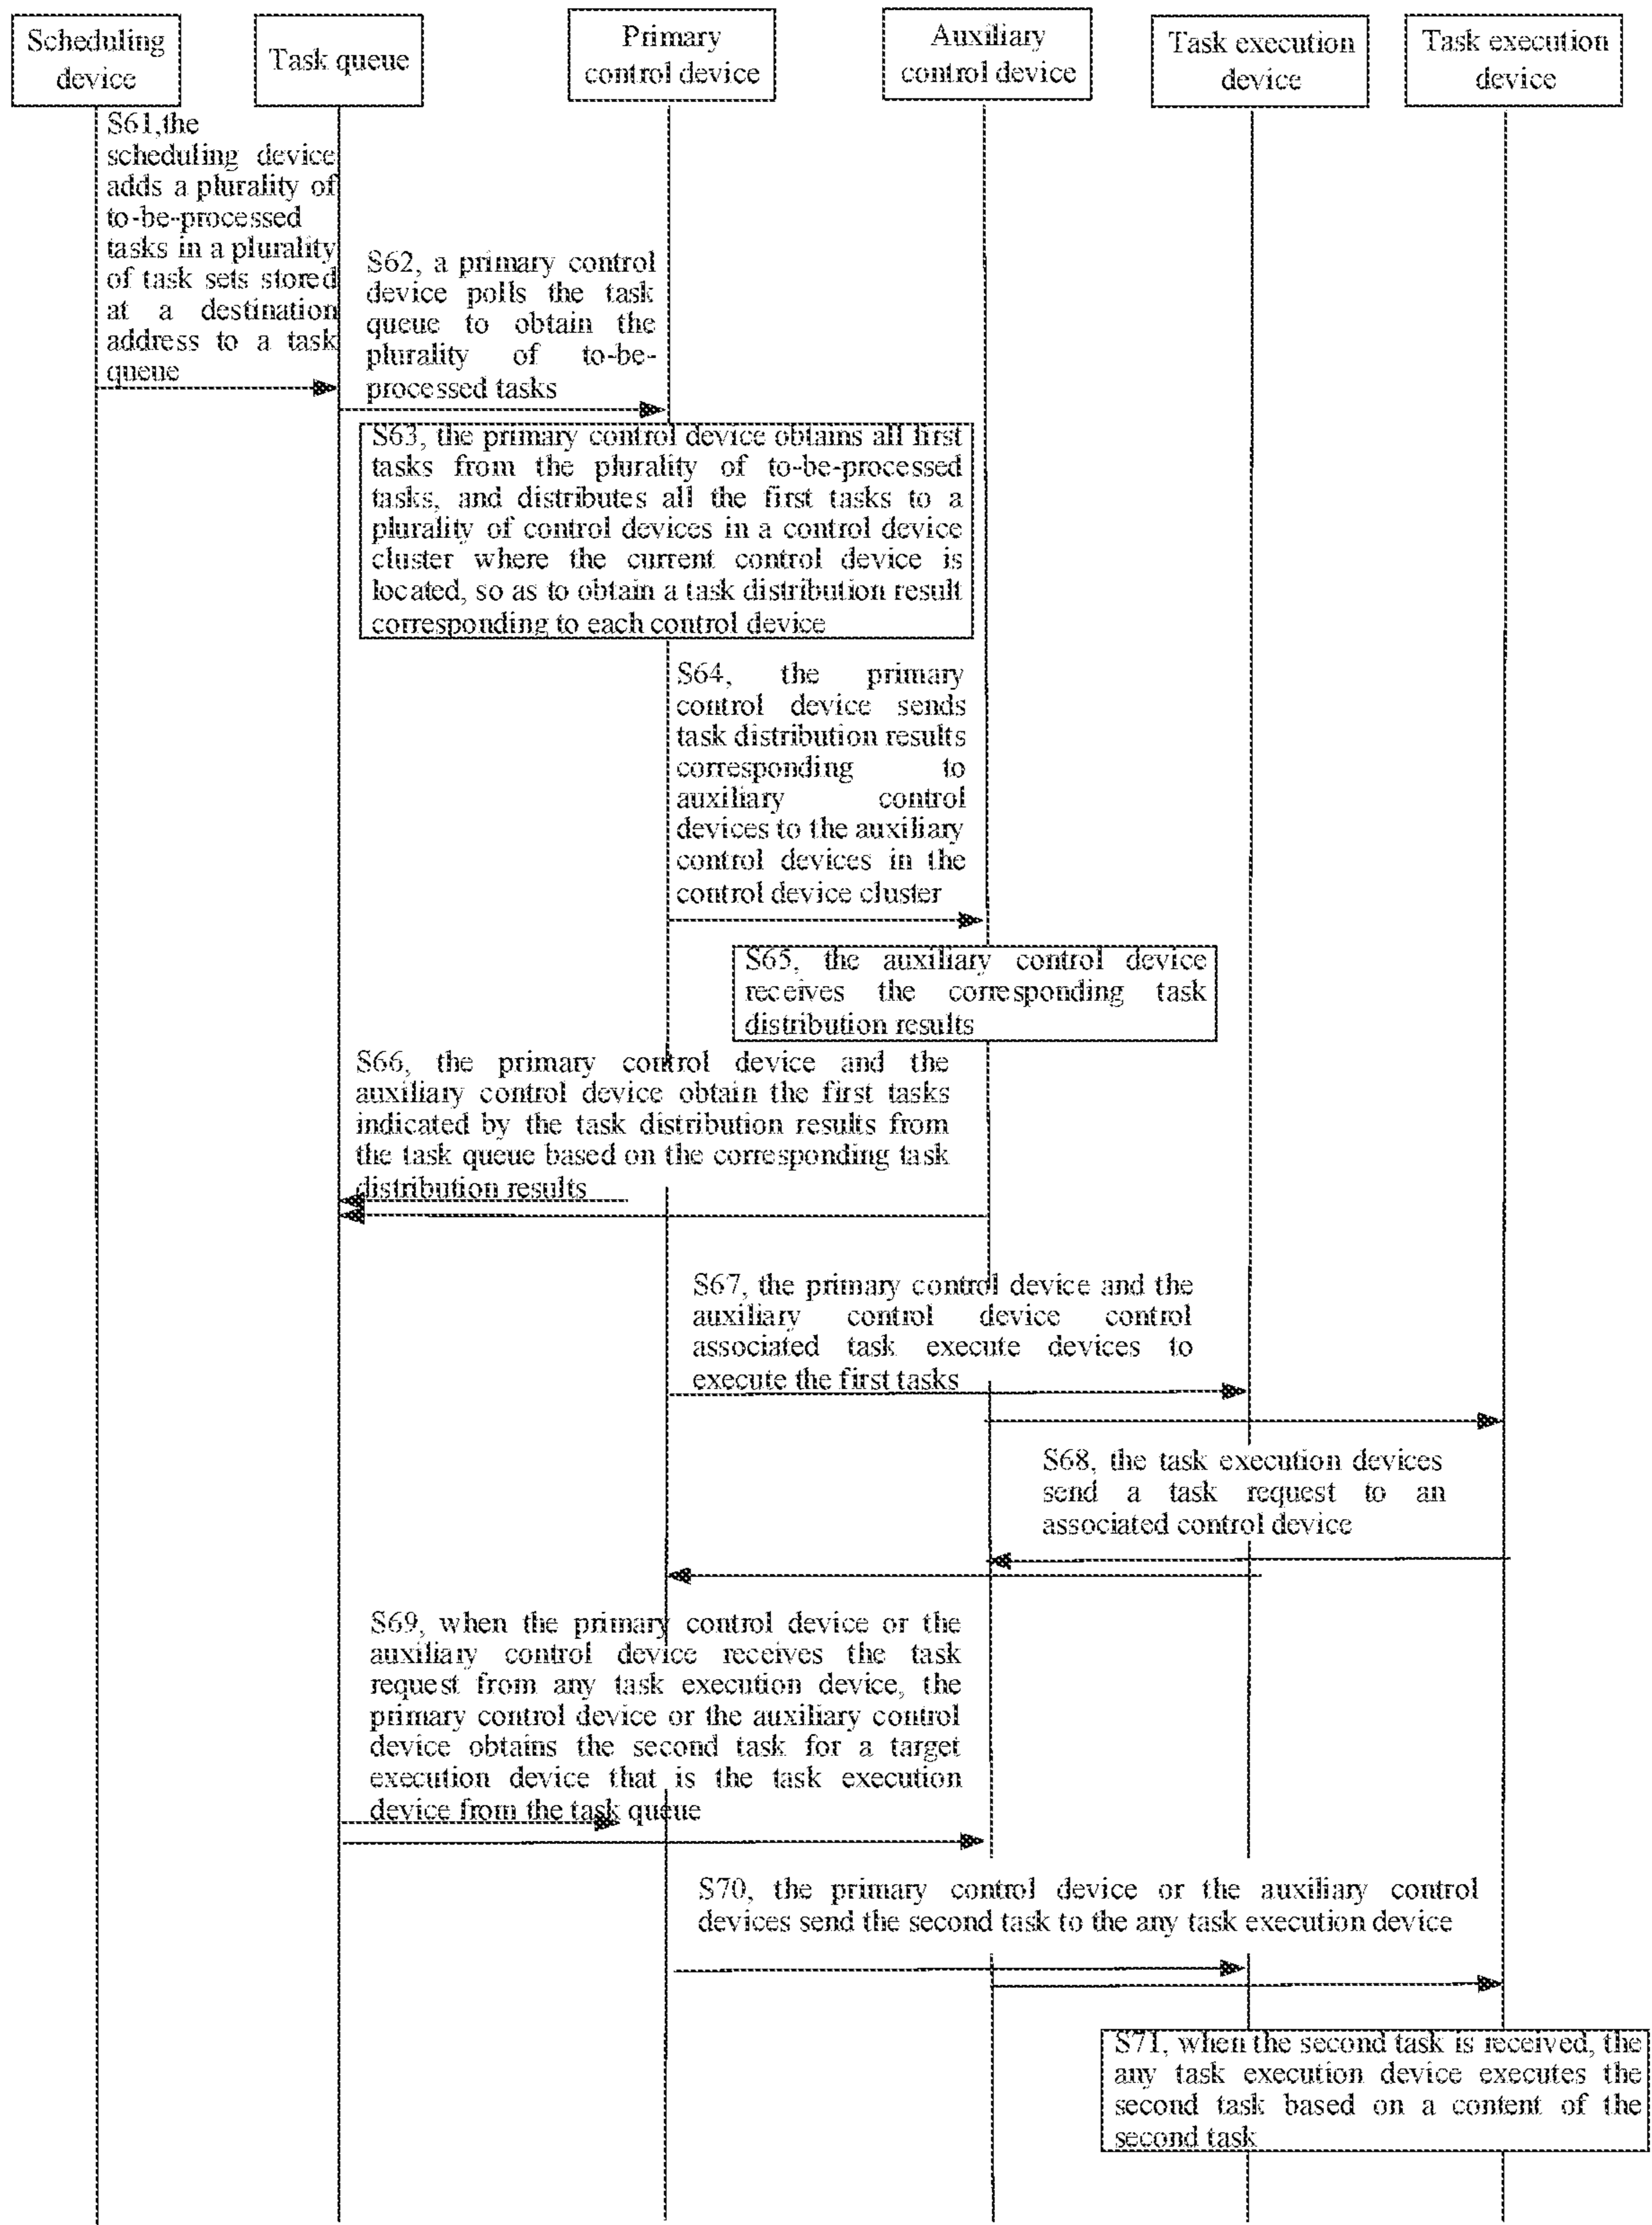 Scheduling
device
Task queue
Primary
control device
Auxiliary
control device
Task execution
device
Task execution
device
S61,the
scheduling device
adds a plurality of
to-be-processed
tasks in a plurality
of task sets stored
at a destination
address to a task
queue
S62, a primary control
device polls the task
queue to obtain the
plurality of to-be-
processed tasks
S63, the primary control device obtains all first
tasks from the plurality of to-be-processed
tasks, and distributes all the first tasks to a
plurality of control devices in a control device
cluster where the current control device is
located, so as to obtain a task distribution result
corresponding to each control device
S64, the primary
control device sends
task distribution results
corresponding to
auxiliary control
devices to the auxiliary
control devices in the
control device cluster
S65, the auxiliary control device
receives the corresponding task
distribution results
S66, the primary control device and the
auxiliary control device obtain the first tasks
indicated by the task distribution results from
the task queue based on the corresponding task
distribution results
S67, the primary control device and the
auxiliary control device control
associated task execute devices to
execute the first tasks
S68, the task execution devices
send a task request to an
associated control device
S69, when the primary control device or the
auxiliary control device receives the task
request from any task execution device, the
primary control device or the auxiliary control
device obtains the second task for a target
execution device that is the task execution
device from the task queue
S70, the primary control device or the auxiliary control
devices send the second task to the any task execution device
S71, when the second task is received, the
any task execution device executes the
second task based on a content of the
second task